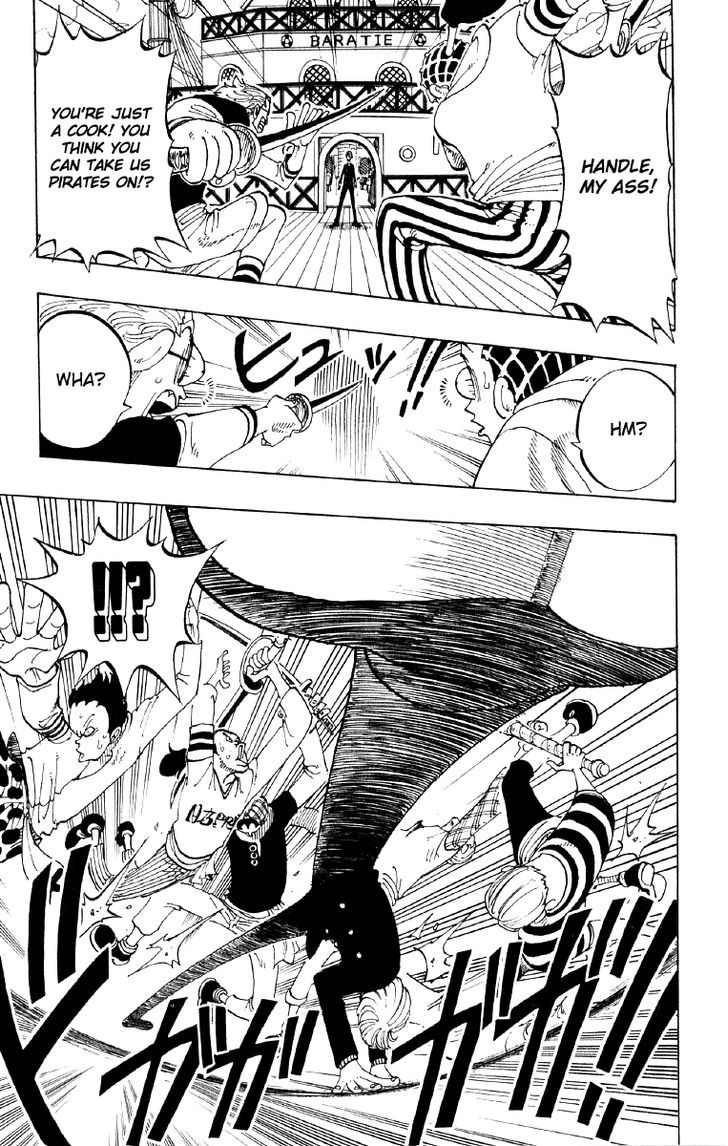 BARATIE
HANDLE,
MY ASS!
YOU'RE JUST
A COOK! YOU
THINK YOU
CAN TAKE US
PIRATES ON!?
HM?
ヒュッ!!
WHA?
!!?
ドガガガガ!!